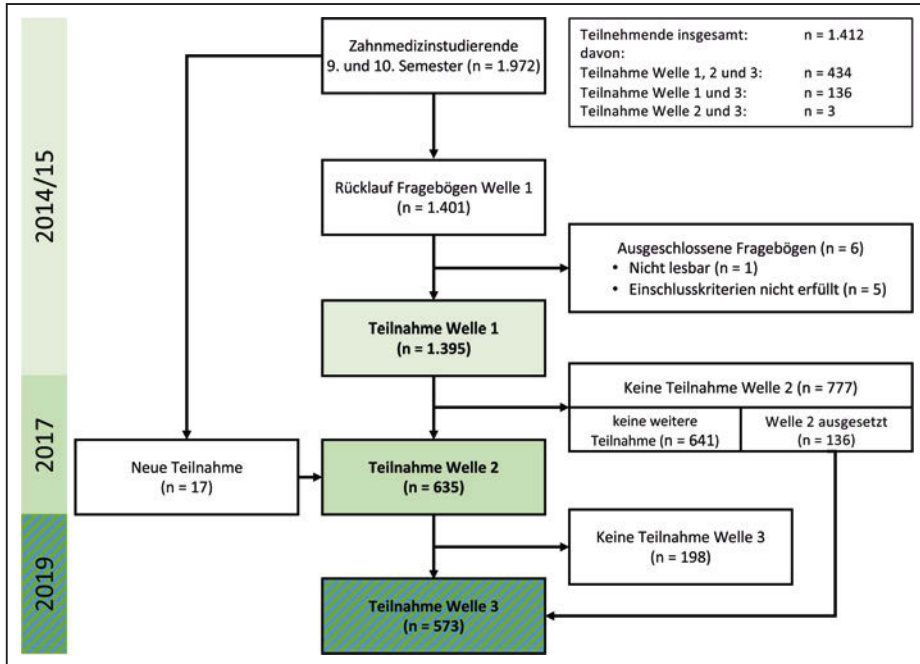 2014/15
2017
2019
Zahnmedizinstudierende
9. und 10. Semester (n = 1.972)
Teilnehmende insgesamt: n = 1.412
davon:
Teilnahme Welle 1, 2 und 3: n = 434
Teilnahme Welle 1 und 3: n = 136
Teilnahme Welle 2 und 3: n = 3
Rücklauf Fragebögen Welle 1
(n = 1.401)
Ausgeschlossene Fragebögen (n = 6)
• Nicht lesbar (n = 1)
• Einschlusskriterien nicht erfüllt (n = 5)
Teilnahme Welle 1
(n = 1.395)
Keine Teilnahme Welle 2 (n = 777)
keine weitere
Teilnahme (n = 641)
Welle 2 ausgesetzt
(n = 136)
Neue Teilnahme
(n = 17)
Teilnahme Welle 2
(n = 635)
Keine Teilnahme Welle 3
(n = 198)
Teilnahme Welle 3
(n = 573)